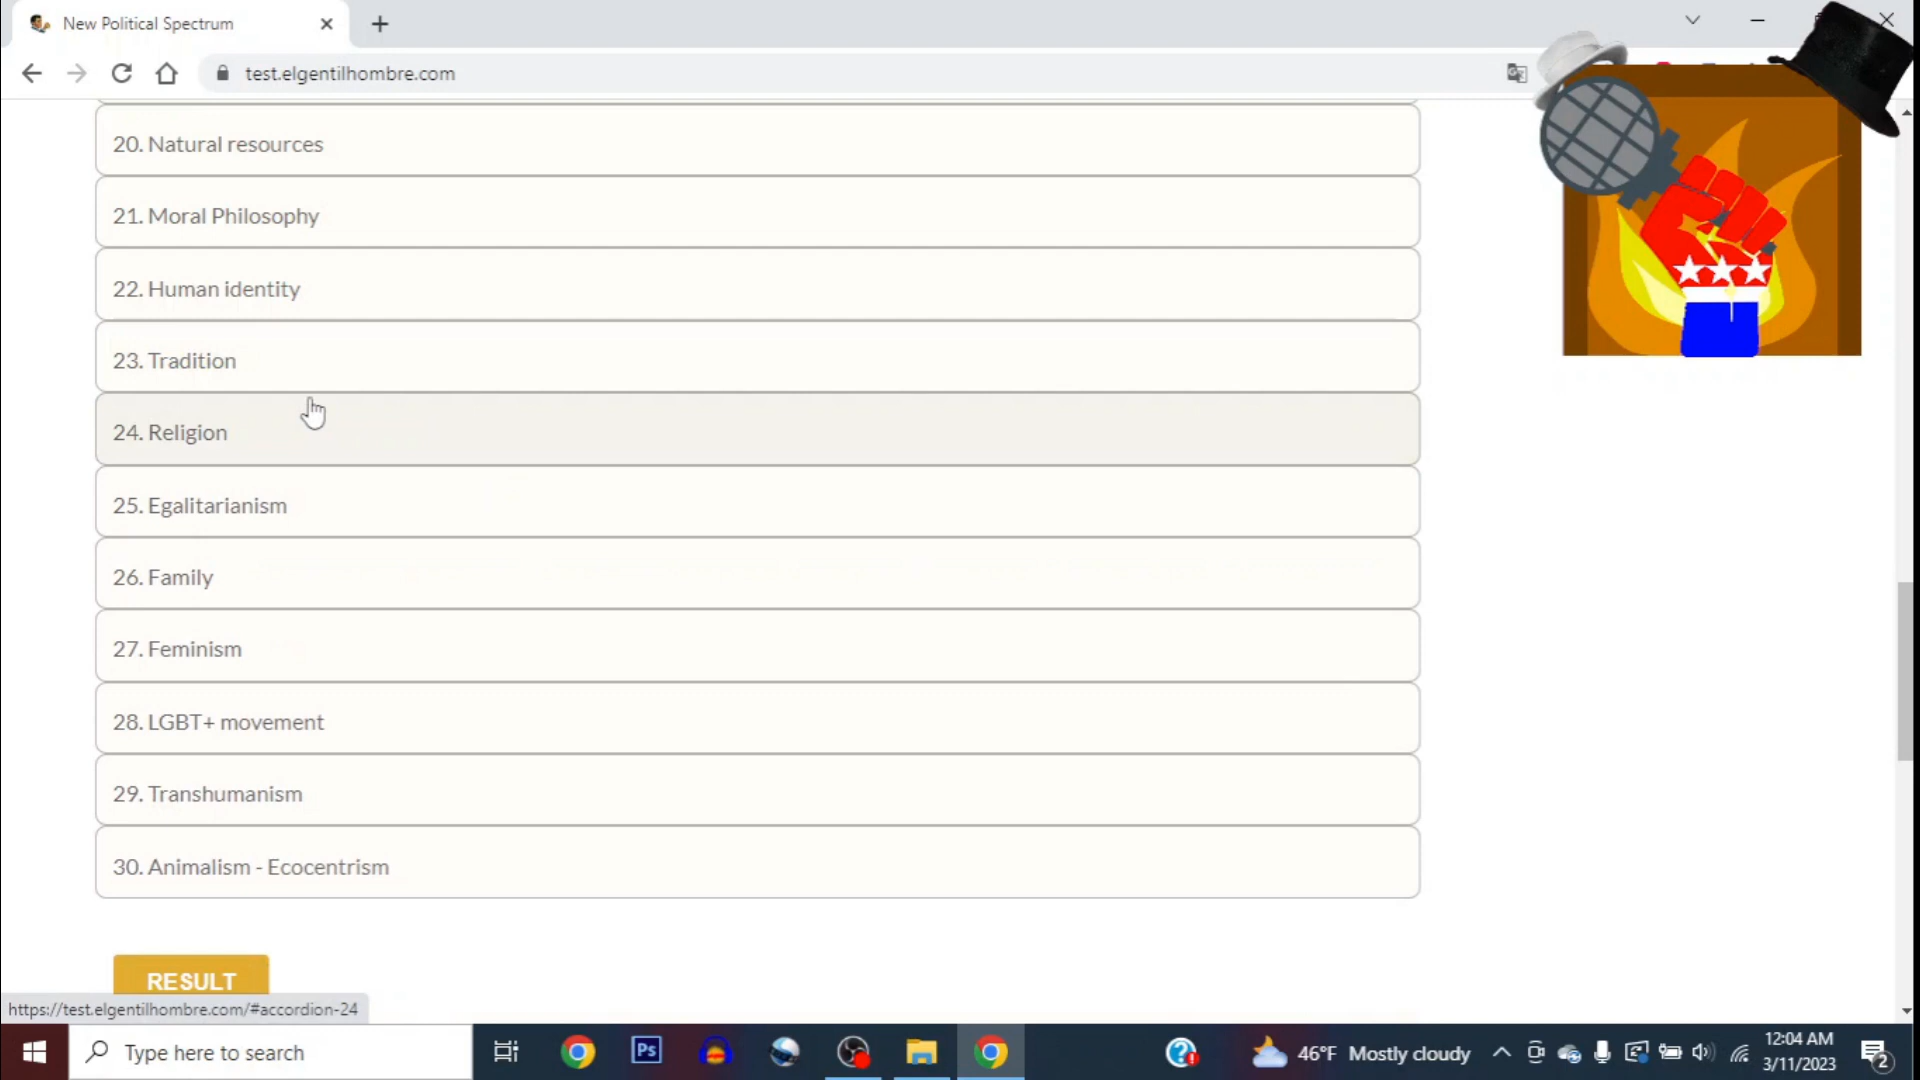 New Political Spectrum
test.elgentilhombre.com
20. Natural resources
21. Moral Philosophy
22. Human identity
23. Tradition
24. Religion
25. Egalitarianism
26. Family
27. Feminism
28. LGBT+ movement
29. Transhumanism
30. Animalism - Ecocentrism
RESULT
https://test.elgentilhombre.com/#accordion-24
Type here to search
Ps
46°F Mostly cloudy
12:04 AM
3/11/2023
2